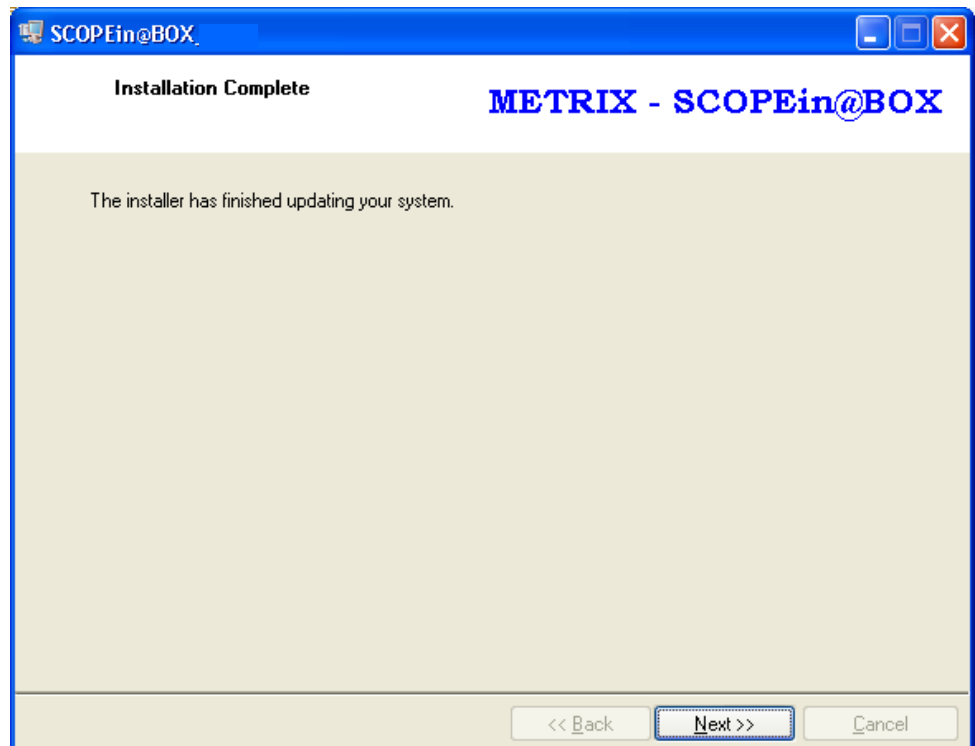 SCOPEin@BOX
Installation Complete
METRIX - SCOPEin@BOX
The installer has finished updating your system.
<< Back
Next >>
Cancel